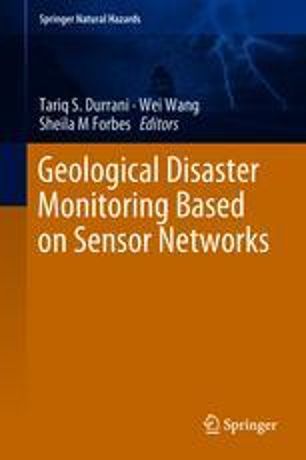 Springer Natural Hazards
Tariq S. Durrani · Wei Wang
Sheila M Forbes Editors
Geological Disaster
Monitoring Based
on Sensor Networks
Springer